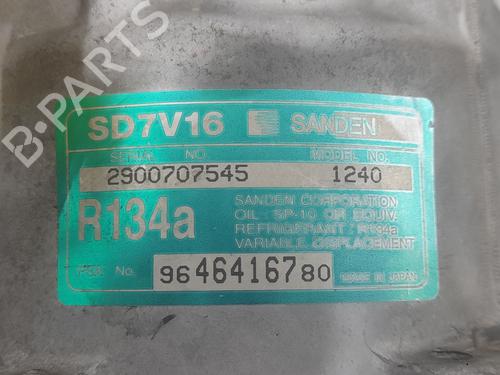 B-PARTS
SD7V16 SANDEN
SERIAL NO. MODEL NO.
2900707545 1240
R134a
SANDEN CORPORATION
OIL : SP-10 OR EQUIV.
REFRIGERANT : R134a
VARIABLE DISPLACEMENT
PCS. No. 9646416780 MADE IN JAPAN